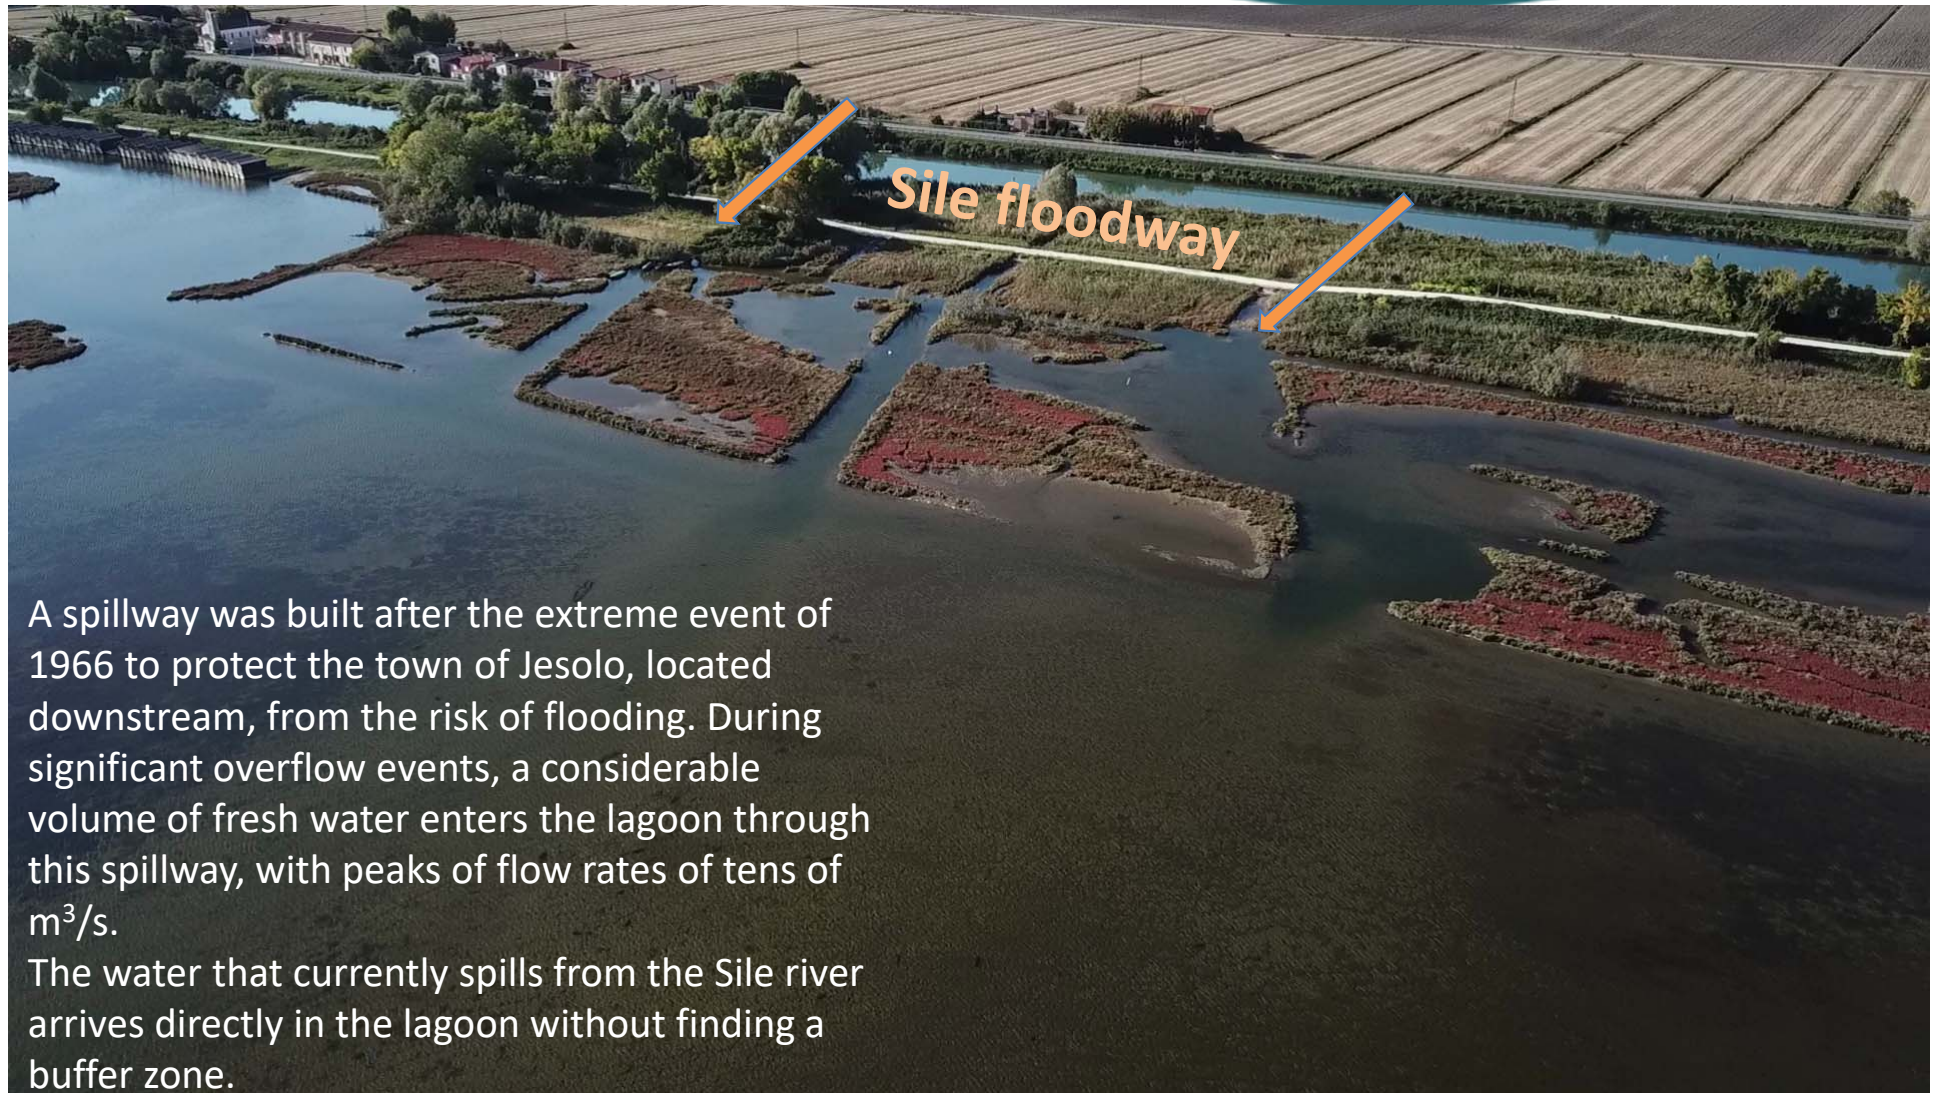 Sile floodway
A spillway was built after the extreme event of
1966 to protect the town of Jesolo, located
downstream, from the risk of flooding. During
significant overflow events, a considerable
volume of fresh water enters the lagoon through
this spillway, with peaks of flow rates of tens of
m³/s.
The water that currently spills from the Sile river
arrives directly in the lagoon without finding a
buffer zone.